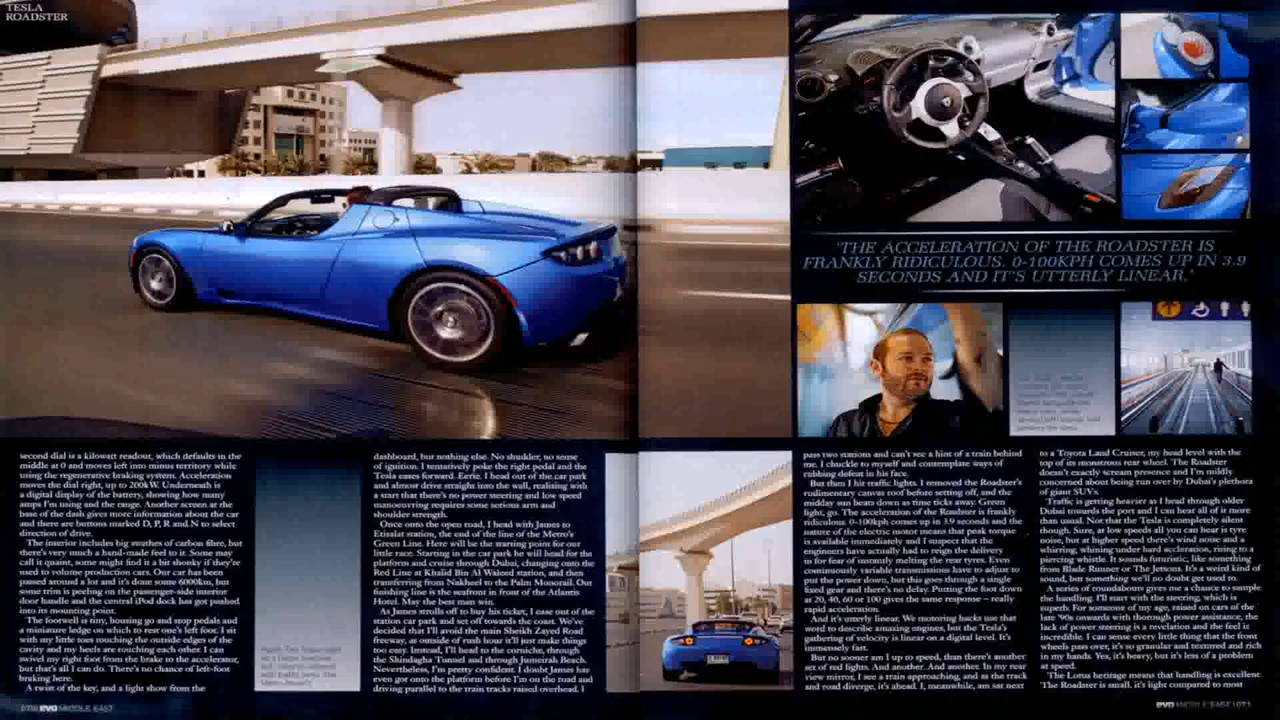 TESLA
ROADSTER
'THE ACCELERATION OF THE ROADSTER IS
FRANKLY RIDICULOUS. 0-100KPH COMES UP IN 3.9
SECONDS AND IT'S UTTERLY LINEAR.'
second dial is a kilowatt readout, which defaults in the
middle at 0 and moves left into minus territory while
using the regenerative braking system. Acceleration
moves the dial right, up to 200kW. Underneath is
a digital display of the battery, showing how many
amps I'm using and the range. Another screen at the
base of the dash gives more information about the car
and there are buttons marked D, P, R and N to select
direction of drive.
The interior includes big swathes of carbon fibre, but
there's very much a hand-made feel to it. Some may
call it quaint, some might find it a bit shonky if they're
used to volume production cars. Our car has been
passed around a lot and it's done some 6000km, but
some trim is peeling on the passenger-side interior
door handle and the central iPod dock has got pushed
into its mounting point.
The footwell is tiny, housing go and stop pedals and
a miniature ledge on which to rest one's left foot. I sit
with my little toes touching the outside edges of the
cavity and my heels are touching each other. I can
swivel my right foot from the brake to the accelerator,
but that's all I can do. There's no chance of left-foot
braking here.
A twist of the key, and a light show from the
dashboard, but nothing else. No shudder, no sense
of ignition. I tentatively poke the right pedal and the
Tesla eases forward. Eerie. I head out of the car park
and almost drive straight into the wall, realising with
a start that there's no power steering and low speed
manoeuvring requires some serious arm and
shoulder strength.
Once onto the open road, I head with James to
Etisalat station, the end of the line of the Metro's
Green Line. Here will be the starting point for our
little race. Starting in the car park he will head for the
platform and cruise through Dubai, changing onto the
Red Line at Khalid Bin Al Waleed station, and then
transferring from Nakheel to the Palm Monorail. Our
finishing line is the seafront in front of the Atlantis
Hotel. May the best man win.
As James strolls off to buy his ticket, I ease out of the
station car park and set off towards the coast. We've
decided that I'll avoid the main Sheikh Zayed Road
freeway, as outside of rush hour it'll just make things
too easy. Instead, I'll head to the corniche, through
the Shindagha Tunnel and through Jumeirah Beach.
Nevertheless, I'm pretty confident. I doubt James has
even got onto the platform before I'm on the road and
driving parallel to the train tracks raised overhead. I
pass two stations and can't see a hint of a train behind
me. I chuckle to myself and contemplate ways of
rubbing defeat in his face.
But then I hit traffic lights. I removed the Roadster's
rudimentary canvas roof before setting off, and the
midday sun bears down as time ticks away. Green
light, go. The acceleration of the Roadster is frankly
ridiculous. 0-100kph comes up in 3.9 seconds and the
nature of the electric motor means that peak torque
is available immediately and I suspect that the
engineers have actually had to reign the delivery
in for fear of instantly melting the rear tyres. Even
continuously variable transmissions have to adjust to
put the power down, but this goes through a single
fixed gear and there's no delay. Putting the foot down
at 20, 40, 60 or 100 gives the same response – really
rapid acceleration.
And it's utterly linear. We motoring hacks use that
word to describe amazing engines, but the Tesla's
gathering of velocity is linear on a digital level. It's
immensely fast.
But no sooner am I up to speed, than there's another
set of red lights. And another. And another. In my rear
view mirror, I see a train approaching, and as the track
and road diverge, it's ahead. I, meanwhile, am sat next
to a Toyota Land Cruiser, my head level with the
top of its monstrous rear wheel. The Roadster
doesn't exactly scream presence and I'm mildly
concerned about being run over by Dubai's plethora
of giant SUVs.
Traffic is getting heavier as I head through older
Dubai towards the port and I can hear all of it more
than usual. Not that the Tesla is completely silent
though. Sure, at low speeds all you can hear is tyre
noise, but at higher speed there's wind noise and a
whirring, whining under hard acceleration, rising to a
piercing whistle. It sounds futuristic, like something
from Blade Runner or The Jetsons. It's a weird kind of
sound, but something we'll no doubt get used to.
A series of roundabouts give me a chance to sample
the handling. I'll start with the steering, which is
superb. For someone of my age, raised on cars of the
late '90s onwards with thorough power assistance, the
lack of power steering is a revelation and the feel is
incredible. I can sense every little thing that the front
wheels pass over, it's so granular and textured and rich
in my hands. Yes, it's heavy, but it's less of a problem
at speed.
The Lotus heritage means that handling is excellent.
The Roadster is small, it's light compared to most
070 evo MIDDLE EAST
evo MIDDLE EAST 071